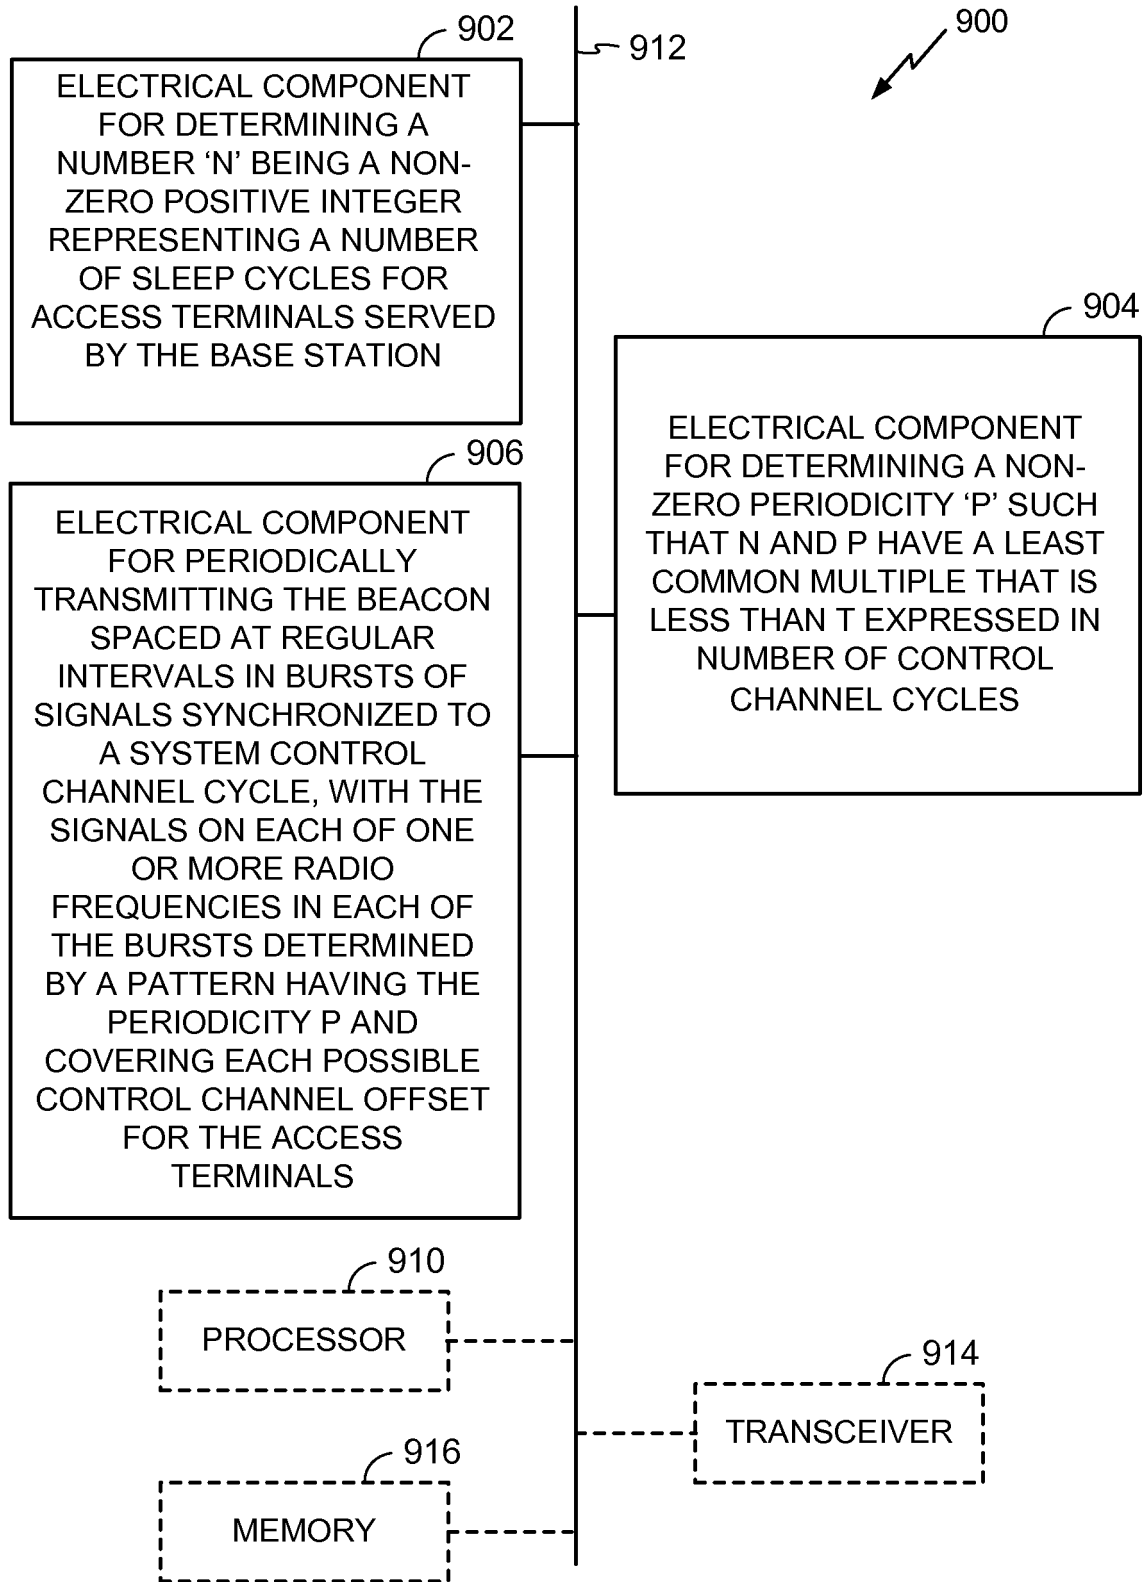 900
902
912
ELECTRICAL COMPONENT
FOR DETERMINING A
NUMBER ‘N’ BEING A NON-
ZERO POSITIVE INTEGER
REPRESENTING A NUMBER
OF SLEEP CYCLES FOR
ACCESS TERMINALS SERVED
BY THE BASE STATION
904
ELECTRICAL COMPONENT
FOR DETERMINING A NON-
ZERO PERIODICITY ‘P’ SUCH
THAT N AND P HAVE A LEAST
COMMON MULTIPLE THAT IS
LESS THAN T EXPRESSED IN
NUMBER OF CONTROL
CHANNEL CYCLES
906
ELECTRICAL COMPONENT
FOR PERIODICALLY
TRANSMITTING THE BEACON
SPACED AT REGULAR
INTERVALS IN BURSTS OF
SIGNALS SYNCHRONIZED TO
A SYSTEM CONTROL
CHANNEL CYCLE, WITH THE
SIGNALS ON EACH OF ONE
OR MORE RADIO
FREQUENCIES IN EACH OF
THE BURSTS DETERMINED
BY A PATTERN HAVING THE
PERIODICITY P AND
COVERING EACH POSSIBLE
CONTROL CHANNEL OFFSET
FOR THE ACCESS
TERMINALS
910
PROCESSOR
914
TRANSCEIVER
916
MEMORY